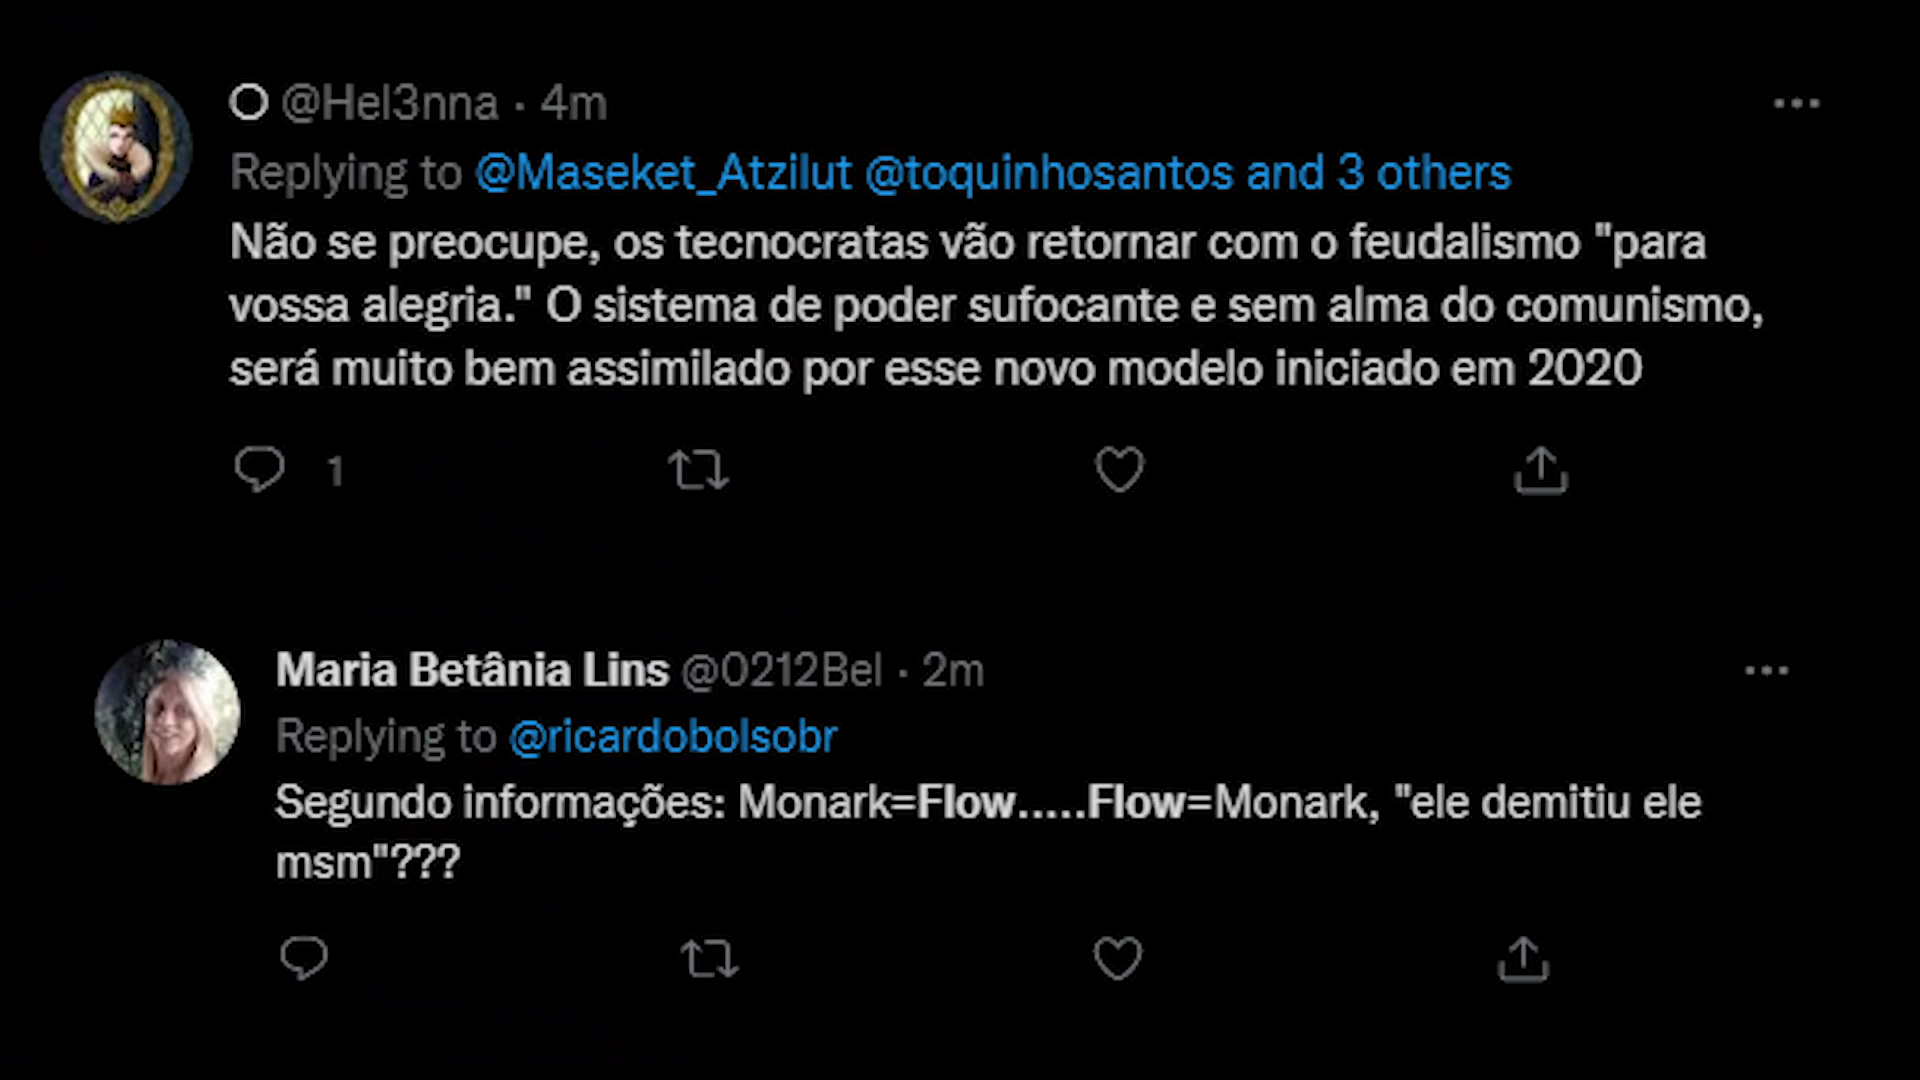 O @Hel3nna · 4m
Replying to @Maseket_Atzilut @toquinhosantos and 3 others
Não se preocupe, os tecnocratas vão retornar com o feudalismo "para
vossa alegria." O sistema de poder sufocante e sem alma do comunismo,
será muito bem assimilado por esse novo modelo iniciado em 2020
1
Maria Betânia Lins @0212Bel · 2m
Replying to @ricardobolsobr
Segundo informações: Monark=Flow.....Flow=Monark, "ele demitiu ele
msm"???